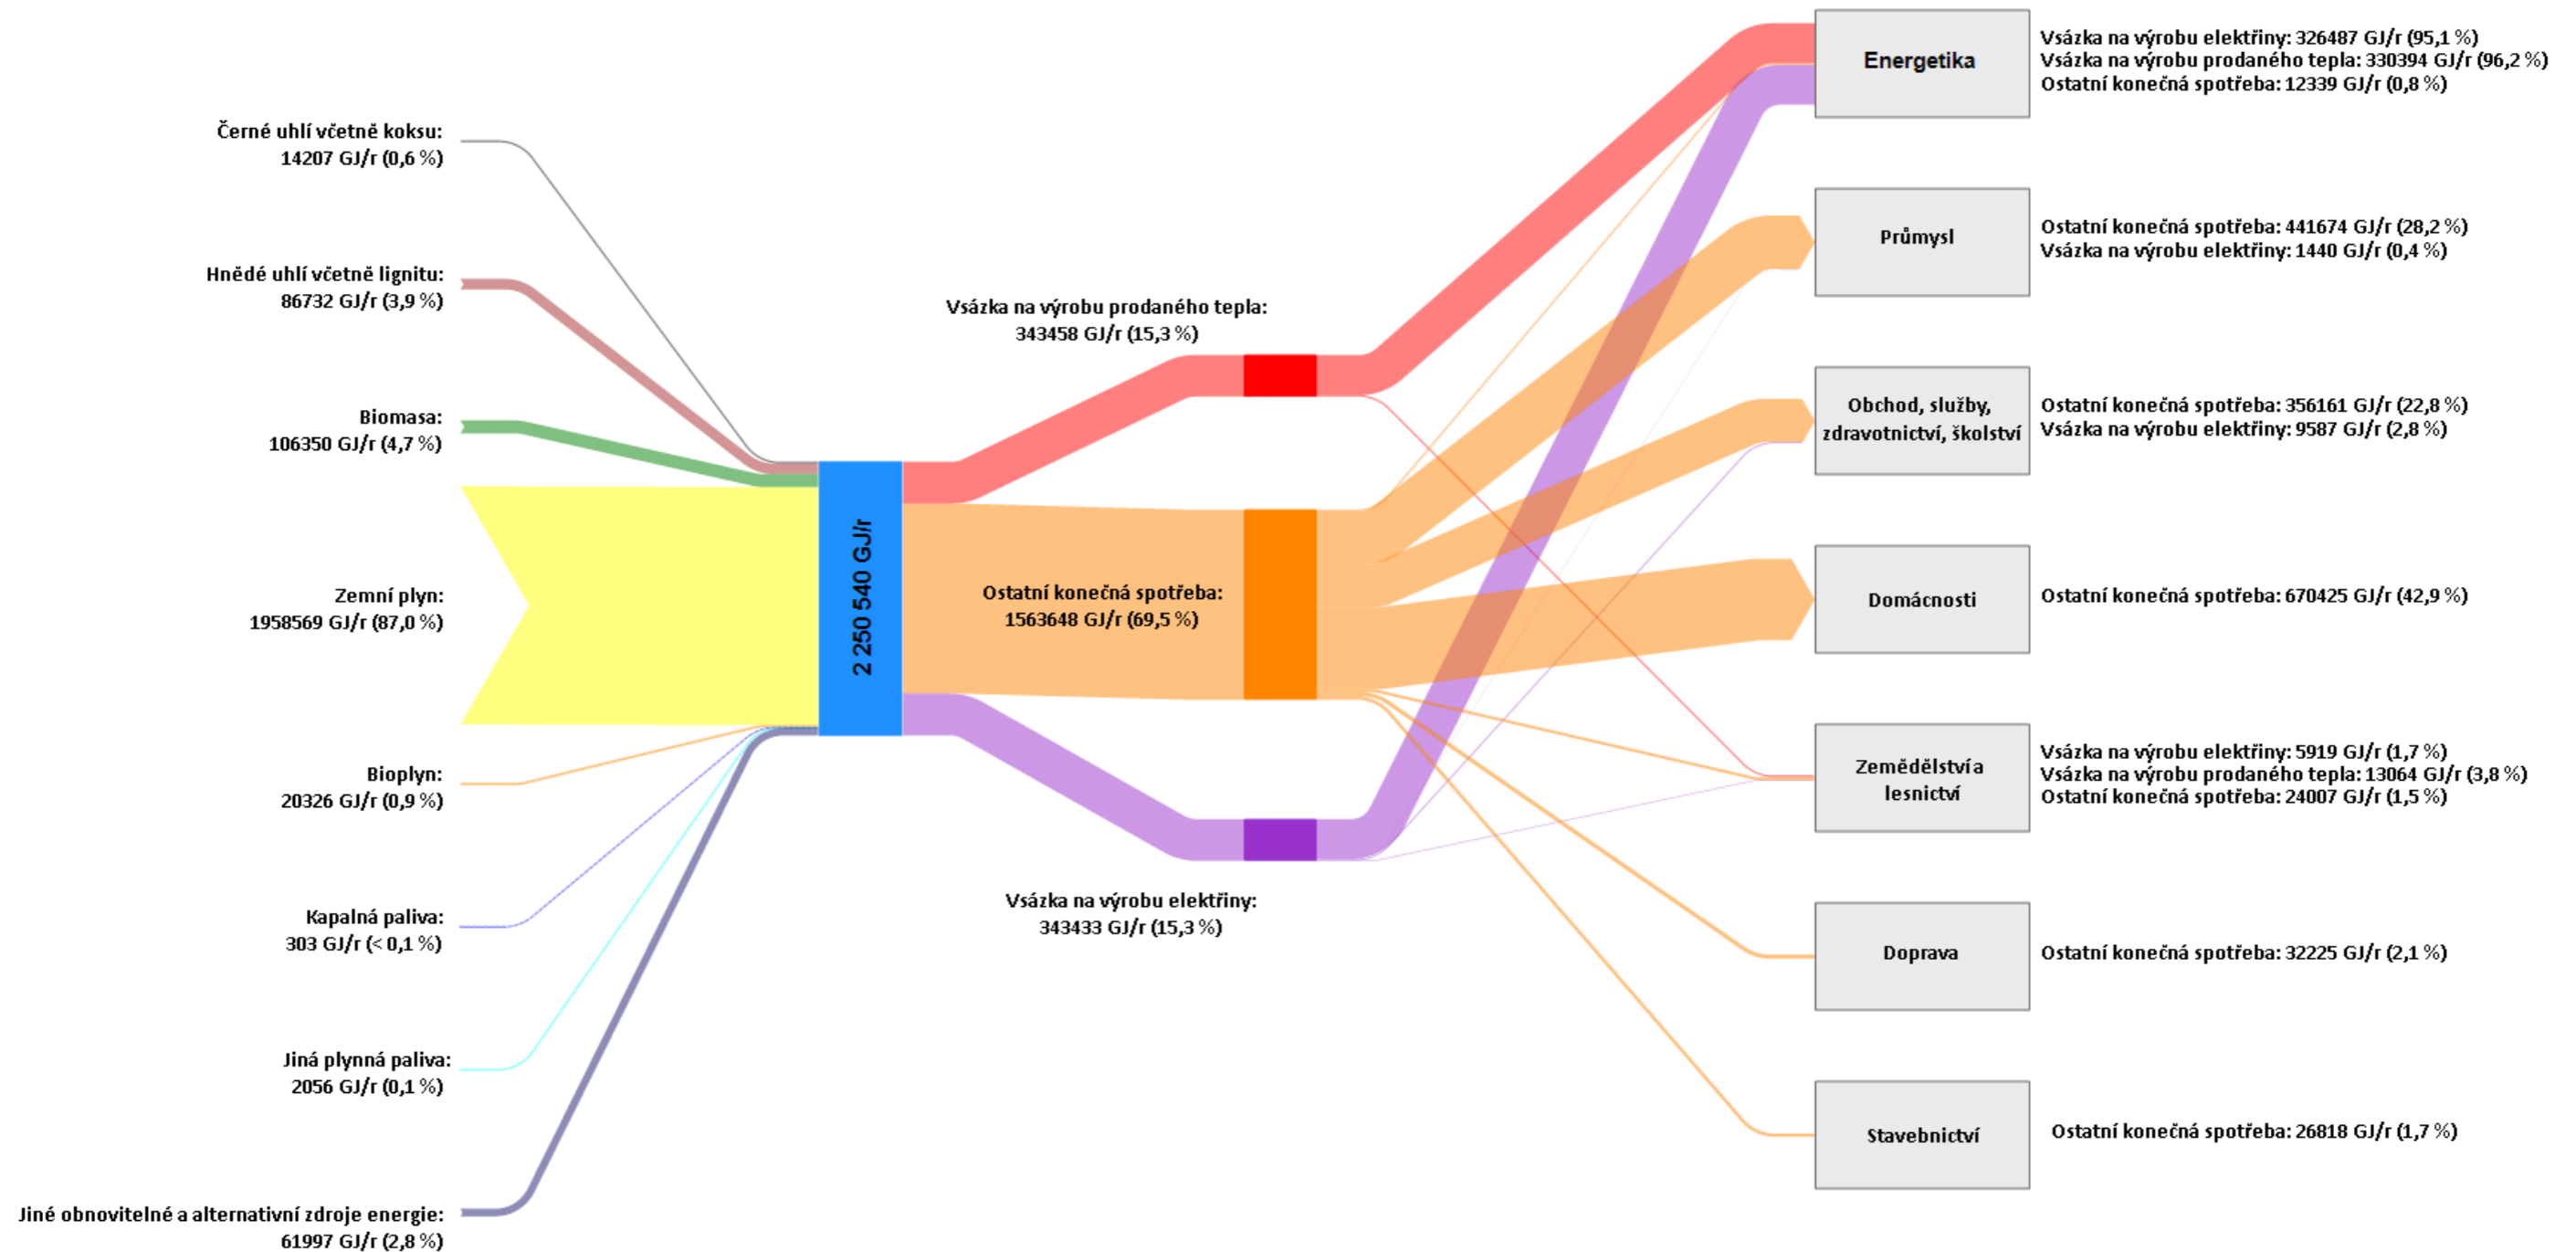 Černé uhlí včetně koksu:
14207 GJ/r (0,6 %)
Hnědé uhlí včetně lignitu:
86732 GJ/r (3,9 %)
Biomasa:
106350 GJ/r (4,7 %)
Zemní plyn:
1958569 GJ/r (87,0 %)
Bioplyn:
20326 GJ/r (0,9 %)
Kapalná paliva:
303 GJ/r (< 0,1 %)
Jiná plynná paliva:
2056 GJ/r (0,1 %)
Jiné obnovitelné a alternativní zdroje energie:
61997 GJ/r (2,8 %)
2 250 540 GJ/r
Vsázka na výrobu prodaného tepla:
343458 GJ/r (15,3 %)
Ostatní konečná spotřeba:
1563648 GJ/r (69,5 %)
Vsázka na výrobu elektřiny:
343433 GJ/r (15,3 %)
Energetika
Vsázka na výrobu elektřiny: 326487 GJ/r (95,1 %)
Vsázka na výrobu prodaného tepla: 330394 GJ/r (96,2 %)
Ostatní konečná spotřeba: 12339 GJ/r (0,8 %)
Průmysl
Ostatní konečná spotřeba: 441674 GJ/r (28,2 %)
Vsázka na výrobu elektřiny: 1440 GJ/r (0,4 %)
Obchod, služby,
zdravotnictví, školství
Ostatní konečná spotřeba: 356161 GJ/r (22,8 %)
Vsázka na výrobu elektřiny: 9587 GJ/r (2,8 %)
Domácnosti
Ostatní konečná spotřeba: 670425 GJ/r (42,9 %)
Zemědělství a
lesnictví
Vsázka na výrobu elektřiny: 5919 GJ/r (1,7 %)
Vsázka na výrobu prodaného tepla: 13064 GJ/r (3,8 %)
Ostatní konečná spotřeba: 24007 GJ/r (1,5 %)
Doprava
Ostatní konečná spotřeba: 32225 GJ/r (2,1 %)
Stavebnictví
Ostatní konečná spotřeba: 26818 GJ/r (1,7 %)